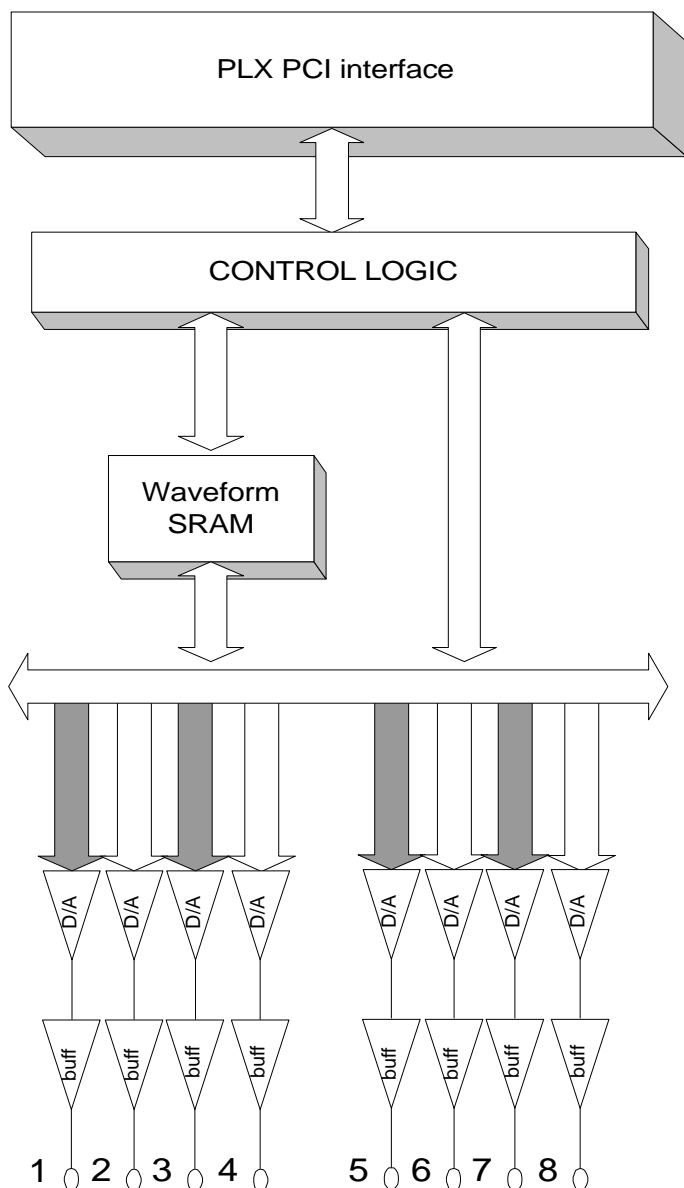 PLX PCI interface
CONTROL LOGIC
Waveform
SRAM
D/A D/A D/A D/A D/A D/A D/A D/A
buff buff buff buff buff buff buff buff
1 2 3 4 5 6 7 8